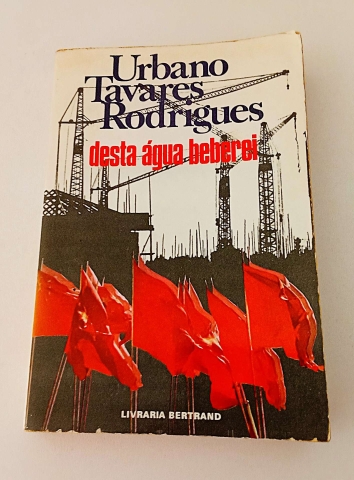 Urbano
Tavares
Rodrigues
desta água beberei
LIVRARIA BERTRAND